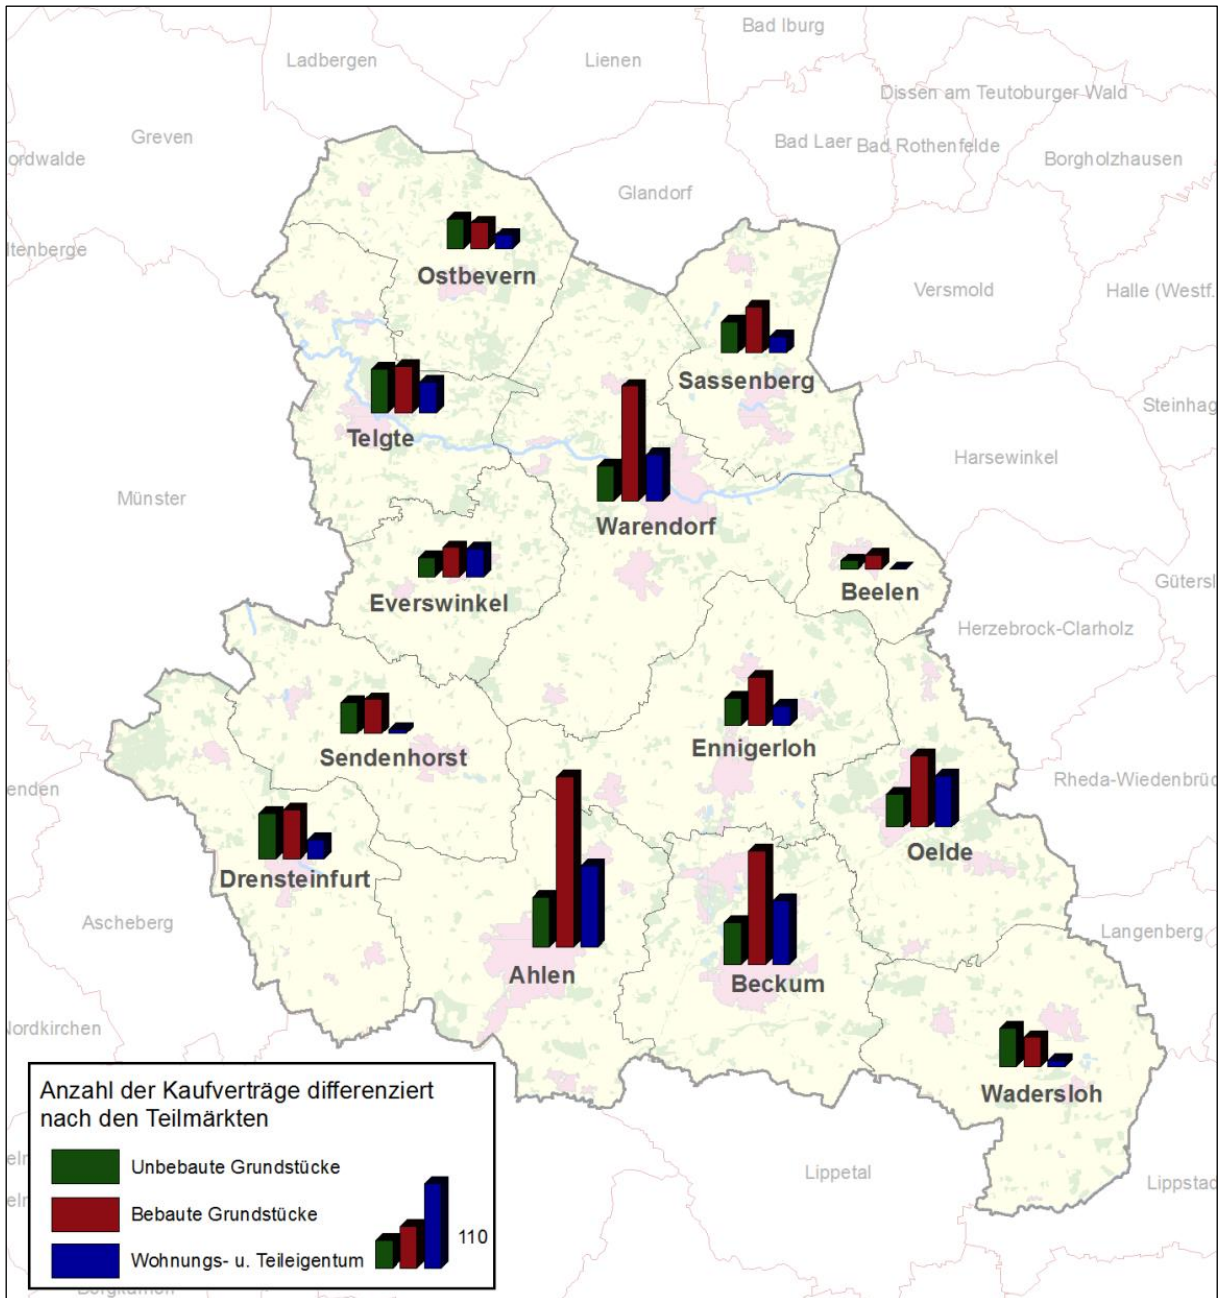 Bad Iburg
Ladbergen
Lienen
Dissen am Teutoburger Wald
Greven
Bad Laer
Bad Rothenfelde
ordwalde
Borgholzhausen
Glandorf
ltenberge
Ostbevern
Versmold
Halle (Westf.
Sassenberg
Steinhag
Telgte
Harsewinkel
Münster
Warendorf
Everswinkel
Beelen
Gütersl
Herzebrock-Clarholz
Sendenhorst
Ennigerloh
enden
Rheda-Wiedenbrüc
Oelde
Drensteinfurt
Ascheberg
Langenberg
Ahlen
Beckum
Nordkirchen
Wadersloh
Anzahl der Kaufverträge differenziert
nach den Teilmärkten
Unbebaute Grundstücke
Bebaute Grundstücke
Wohnungs- u. Teileigentum
110
Lippetal
Lippstad